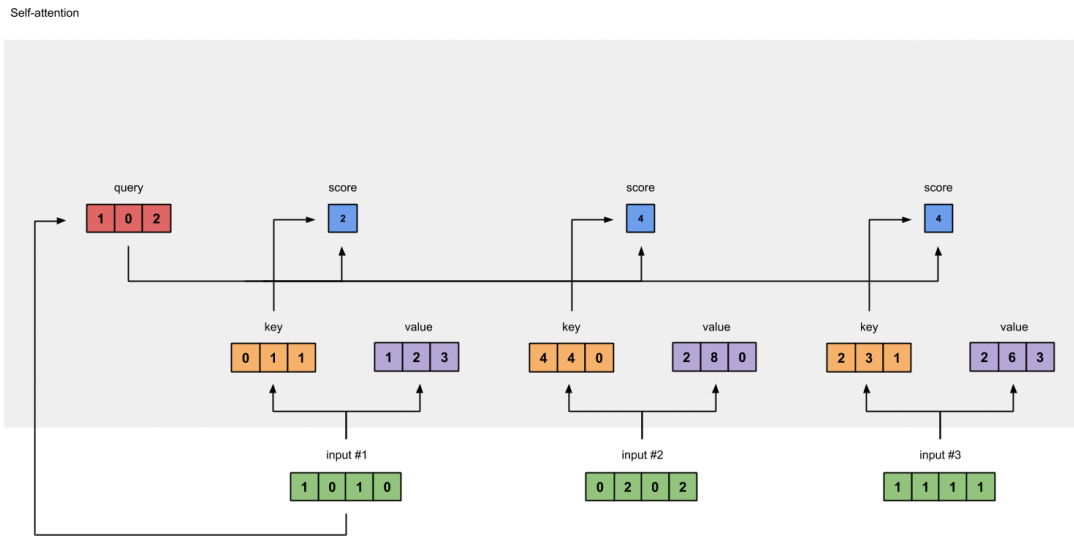 Self-attention
query score score score
1 0 2 2 4 4
key value key value key value
0 1 1 1 2 3 4 4 0 2 8 0 2 3 1 2 6 3
input #1 input #2 input #3
1 0 1 0 0 2 0 2 1 1 1 1